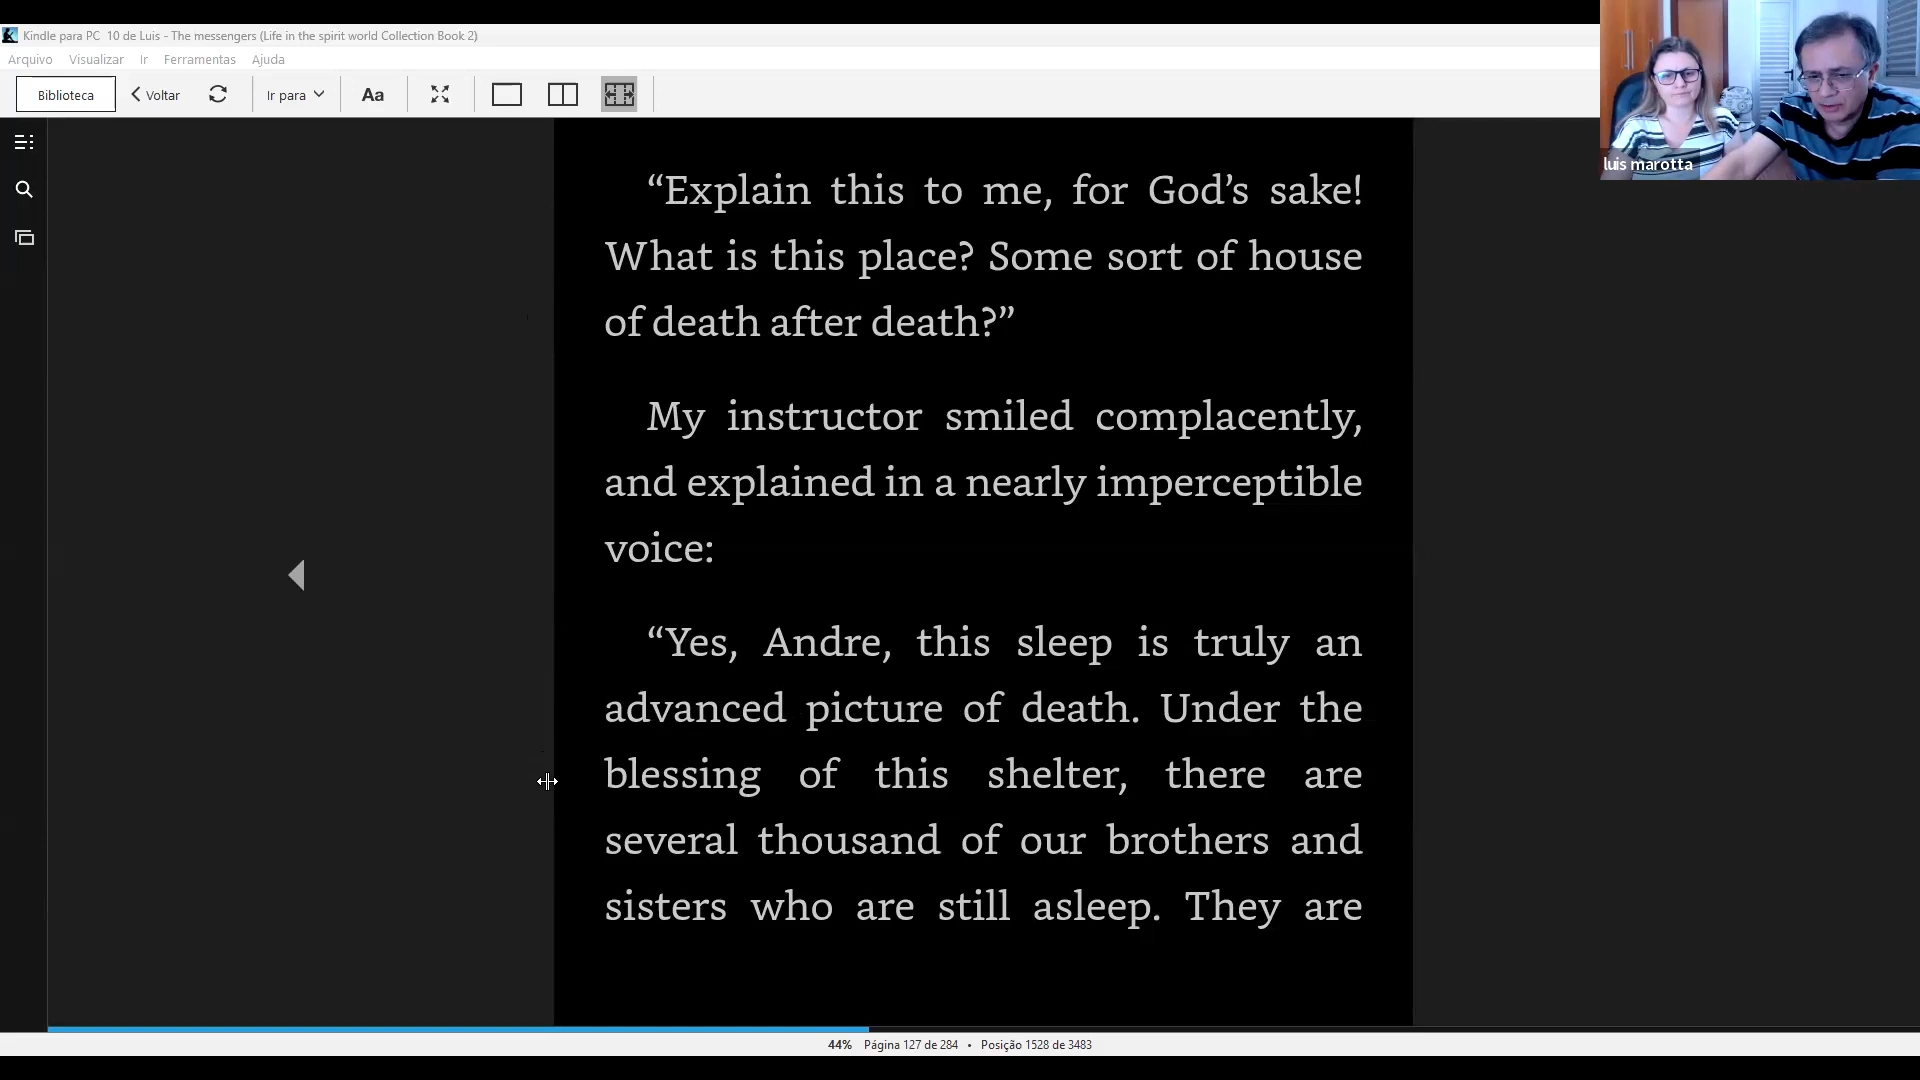 Kindle para PC 10 de Luis - The messengers (Life in the spirit world Collection Book 2)
Arquivo Visualizar Ir Ferramentas Ajuda
Biblioteca Voltar Ir para Aa
luis marotta
“Explain this to me, for God’s sake!
What is this place? Some sort of house
of death after death?”
My instructor smiled complacently,
and explained in a nearly imperceptible
voice:
“Yes, Andre, this sleep is truly an
advanced picture of death. Under the
blessing of this shelter, there are
several thousand of our brothers and
sisters who are still asleep. They are
44% Página 127 de 284 • Posição 1528 de 3483